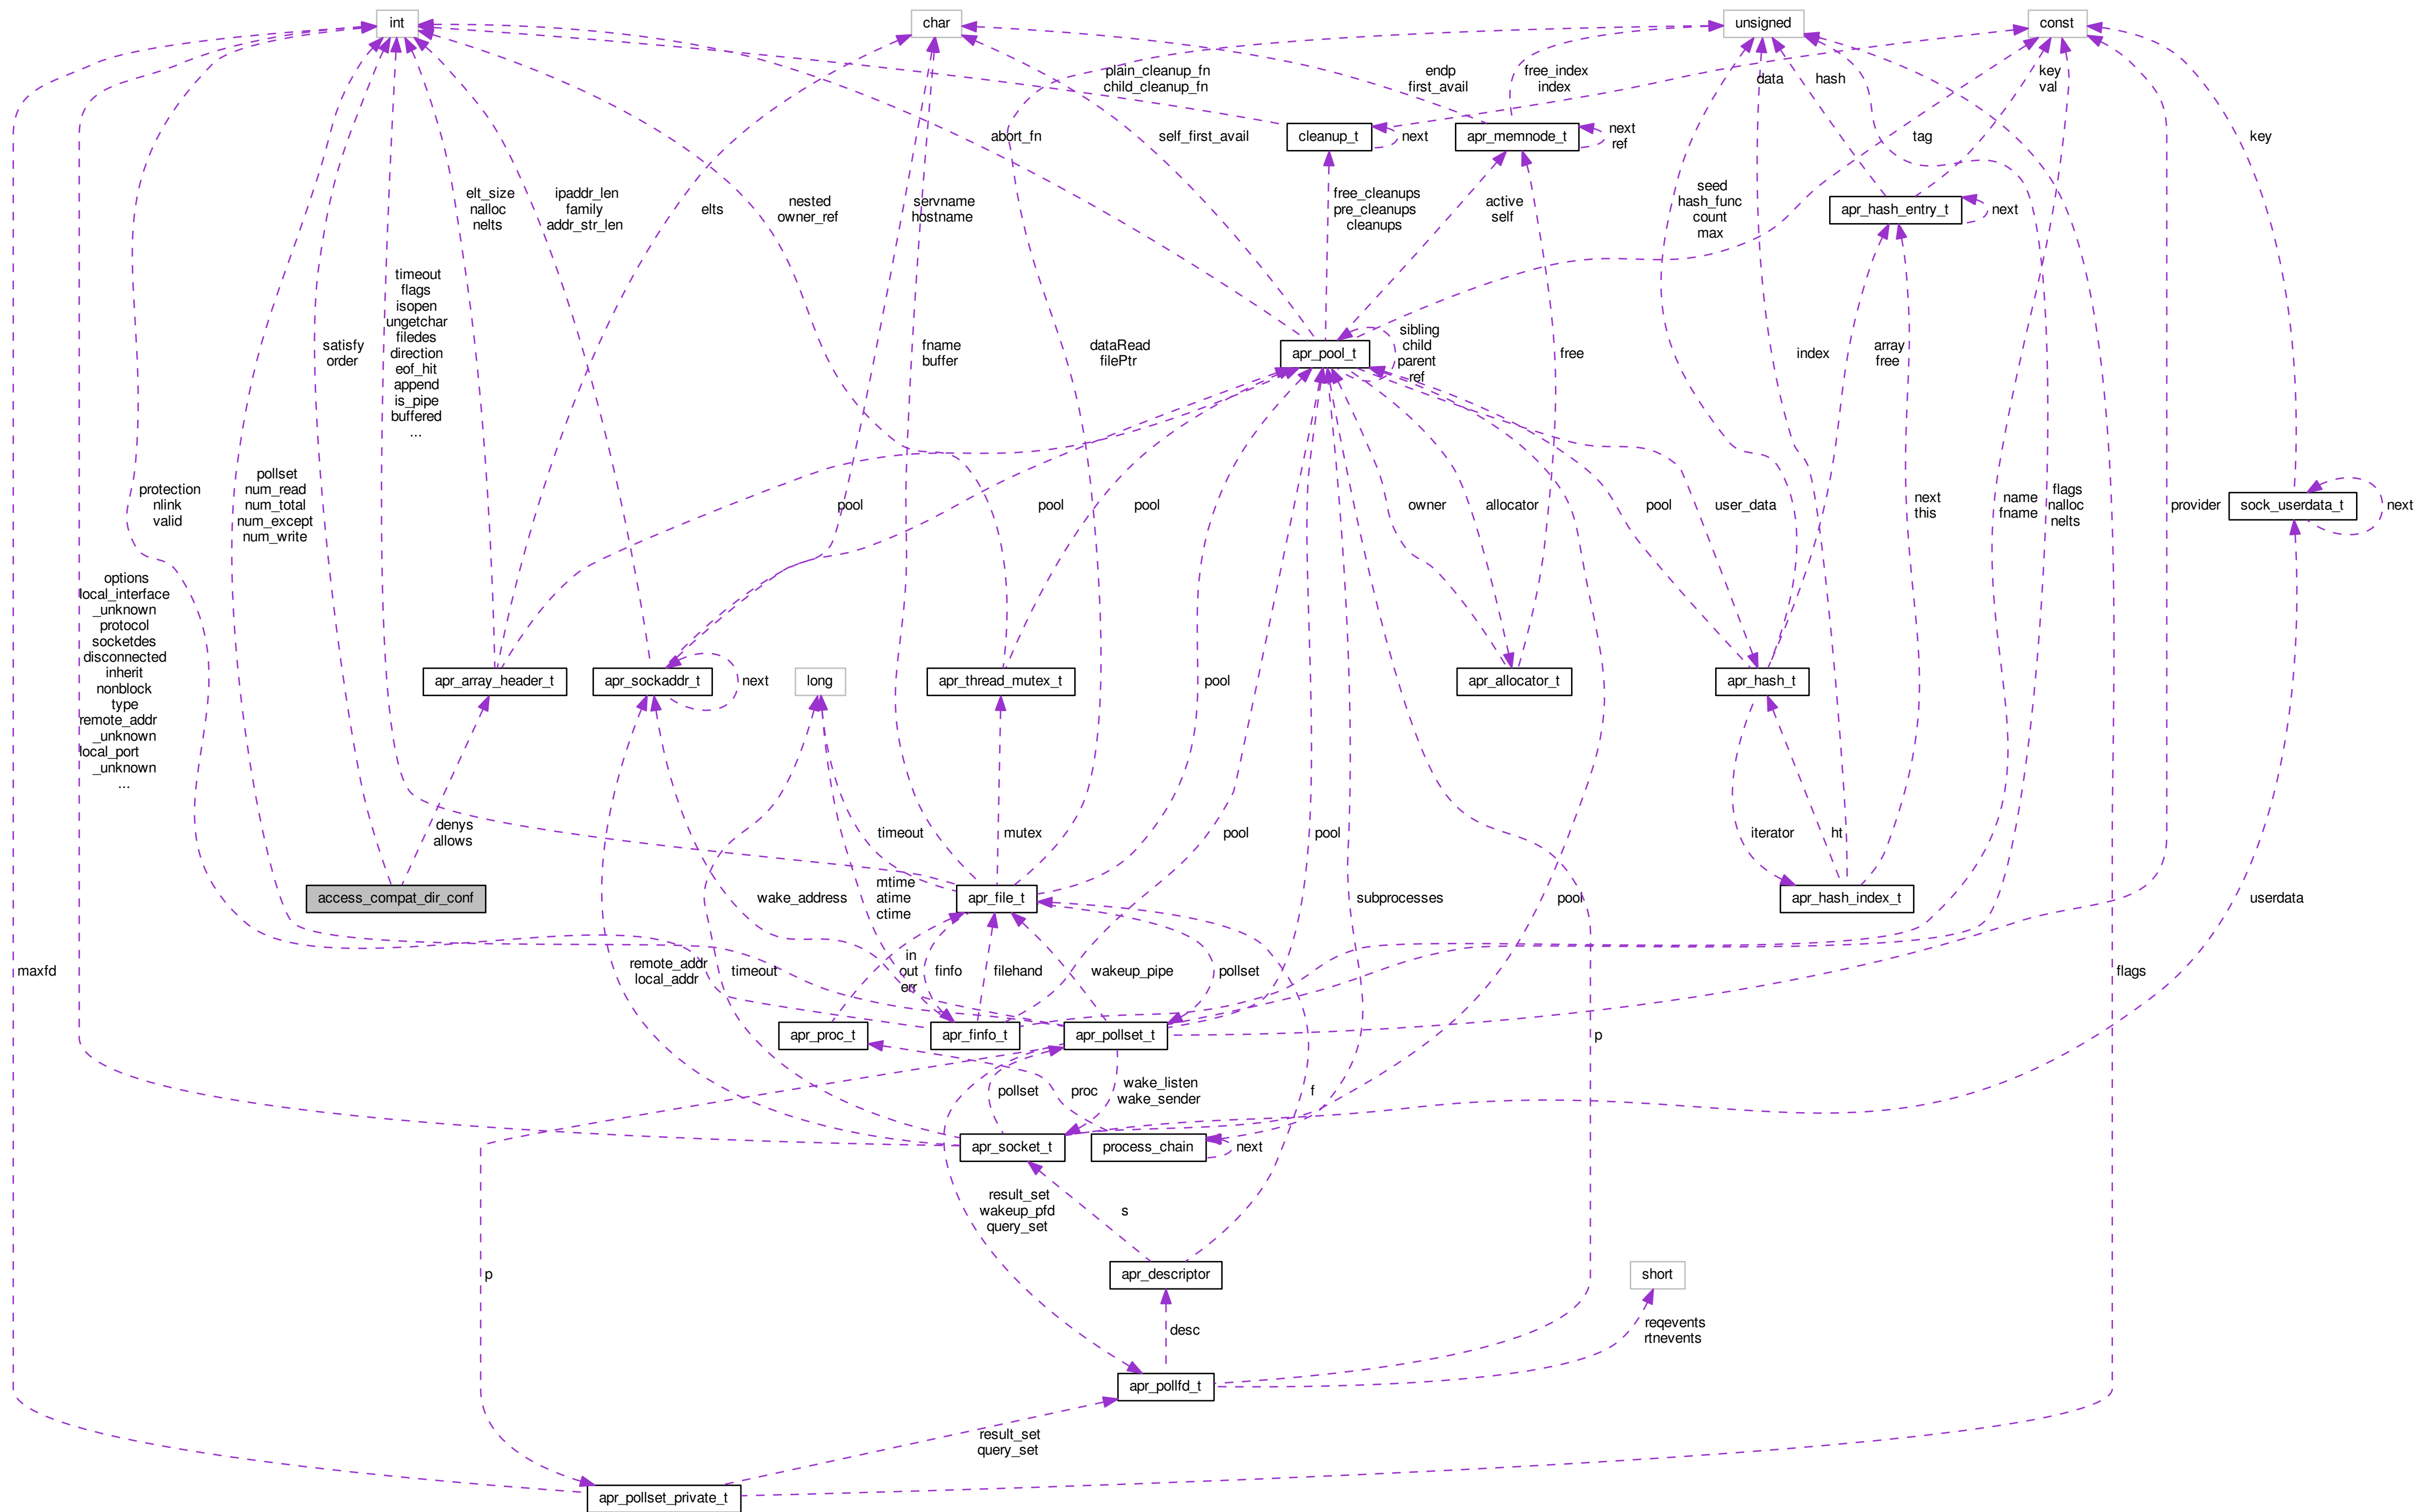 int
char
unsigned
const
plain_cleanup_fn
child_cleanup_fn
endp
first_avail
free_index
index
data
hash
key
val
abort_fn
self_first_avail
cleanup_t
next
apr_memnode_t
next
ref
tag
key
elt_size
nalloc
nelts
ipaddr_len
family
addr_str_len
elts
nested
owner_ref
servname
hostname
free_cleanups
pre_cleanups
cleanups
active
self
seed
hash_func
count
max
apr_hash_entry_t
next
timeout
flags
isopen
ungetchar
filedes
direction
eof_hit
append
is_pipe
buffered
...
satisfy
order
fname
buffer
dataRead
filePtr
apr_pool_t
sibling
child
parent
ref
free
index
array
free
protection
nlink
valid
pollset
num_read
num_total
num_except
num_write
pool
pool
pool
owner
allocator
pool
user_data
next
this
name
fname
flags
nalloc
nelts
provider
sock_userdata_t
next
options
local_interface
_unknown
protocol
socketdes
disconnected
inherit
nonblock
type
remote_addr
_unknown
local_port
_unknown
...
apr_array_header_t
apr_sockaddr_t
next
long
apr_thread_mutex_t
pool
apr_allocator_t
apr_hash_t
denys
allows
timeout
mutex
pool
pool
iterator
ht
access_compat_dir_conf
wake_address
mtime
atime
ctime
apr_file_t
subprocesses
pool
apr_hash_index_t
userdata
maxfd
remote_addr
local_addr
timeout
in
out
err
finfo
filehand
wakeup_pipe
pollset
flags
apr_proc_t
apr_finfo_t
apr_pollset_t
p
pollset
proc
wake_listen
wake_sender
f
apr_socket_t
process_chain
next
result_set
wakeup_pfd
query_set
s
p
apr_descriptor
short
desc
reqevents
rtnevents
apr_pollfd_t
result_set
query_set
apr_pollset_private_t